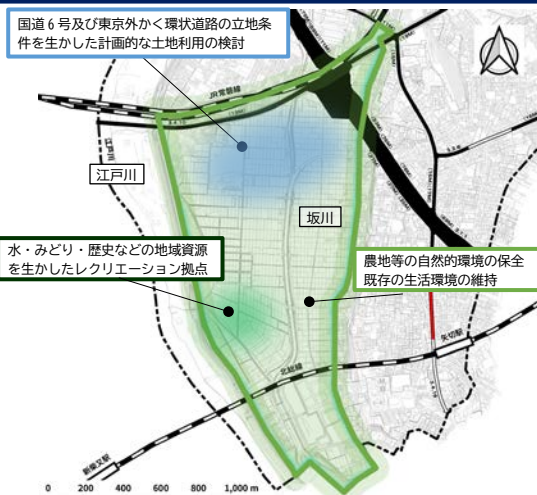 国道６号及び東京外かく環状道路の立地条
件を生かした計画的な土地利用の検討
JR常磐線
江戸川
江戸川
坂川
水・みどり・歴史などの地域資源
を生かしたレクリエーション拠点
農地等の自然的環境の保全
既存の生活環境の維持
矢切駅
北総線
新柴又駅
0 200 400 600 800 1,000 m